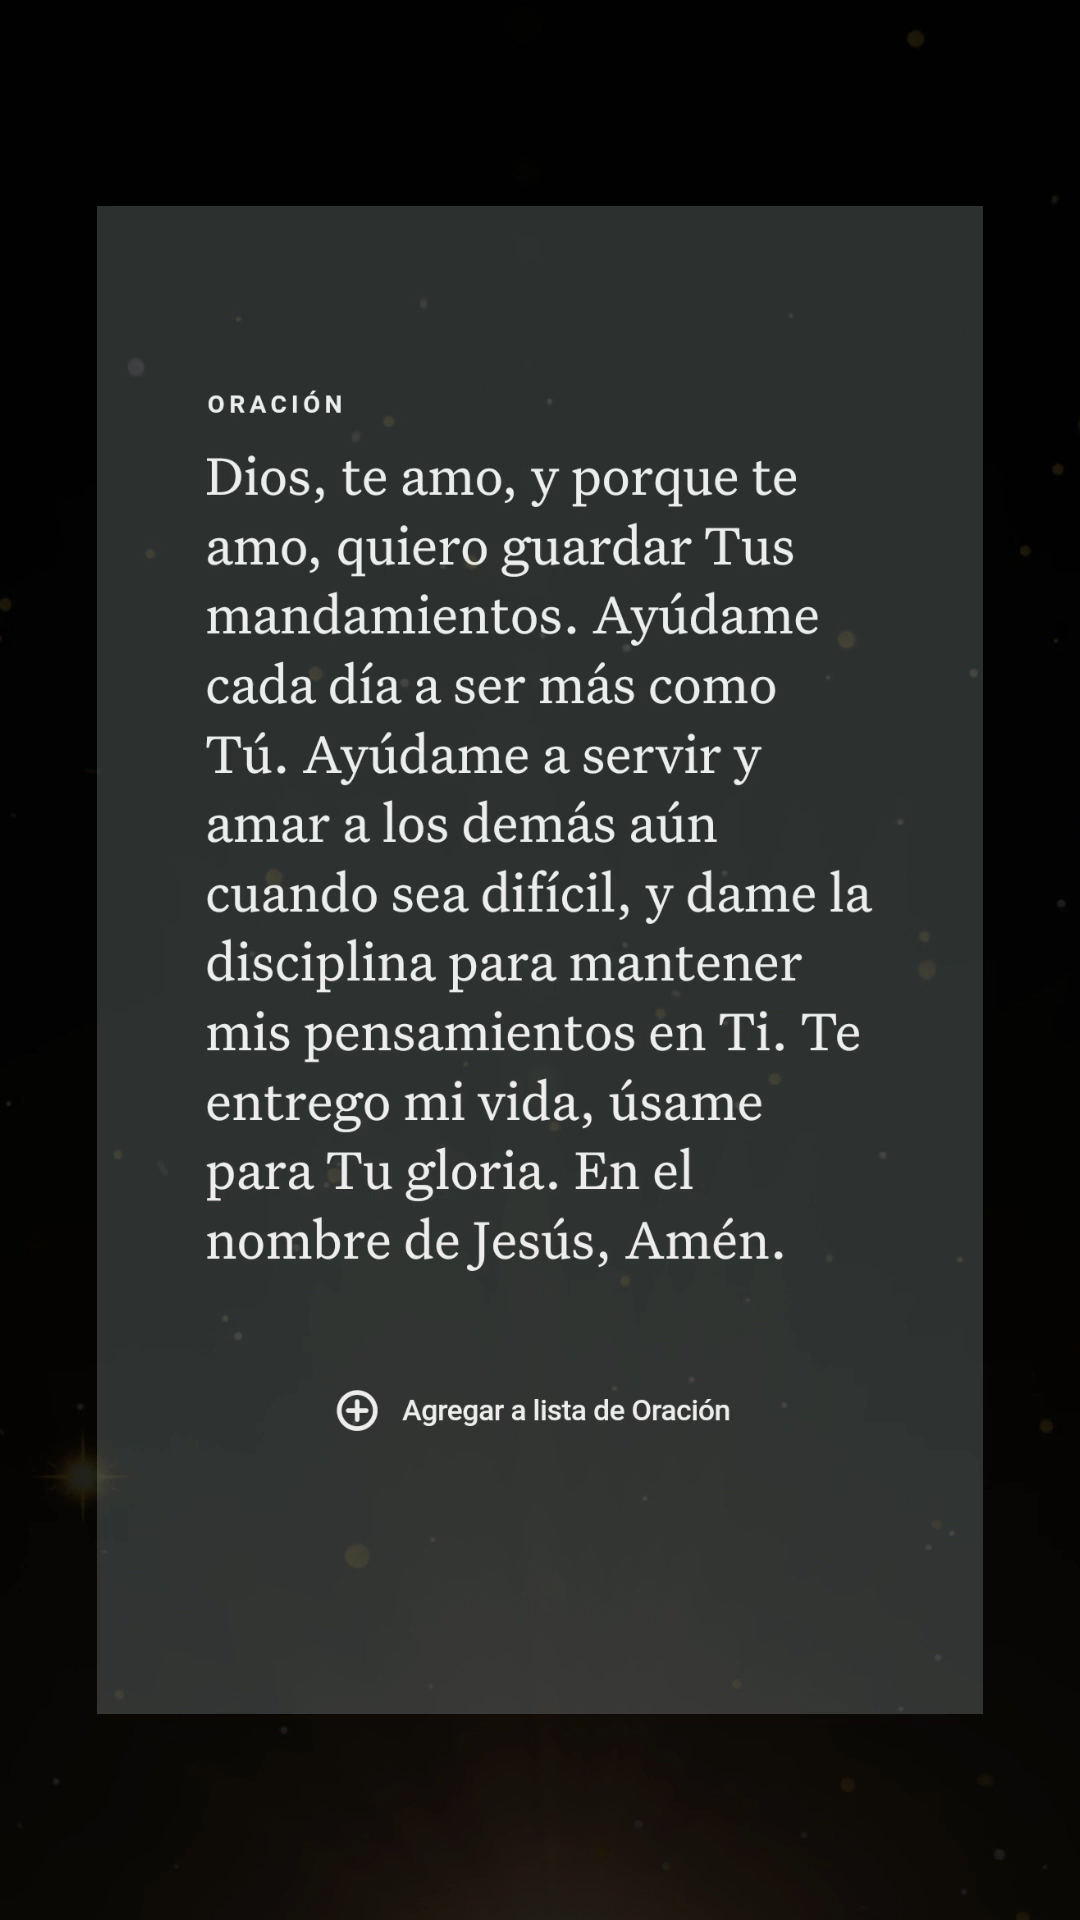 ORACIÓN
Dios, te amo, y porque te
amo, quiero guardar Tus
mandamientos. Ayúdame
cada día a ser más como
Tú. Ayúdame a servir y
amar a los demás aún
cuando sea difícil, y dame la
disciplina para mantener
mis pensamientos en Ti. Te
entrego mi vida, úsame
para Tu gloria. En el
nombre de Jesús, Amén.
Agregar a lista de Oración